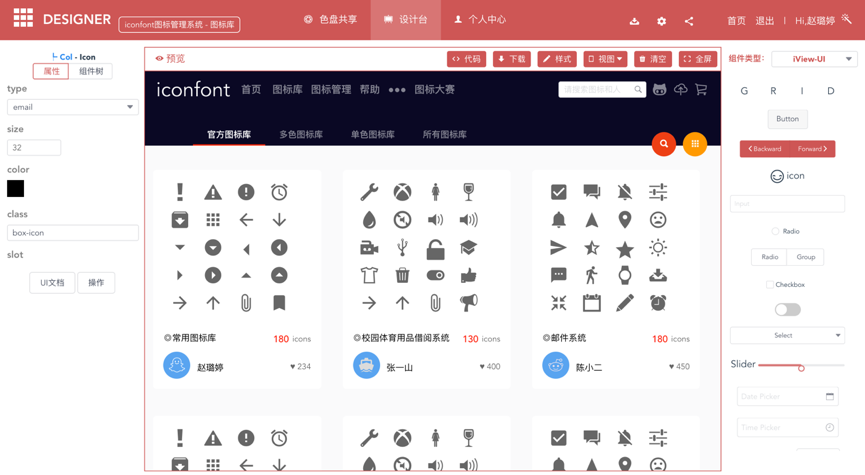 DESIGNER
iconfont图标管理系统 - 图标库
色盘共享
设计台
个人中心
首页 退出 | Hi,赵璐婷
Col - Icon
属性 组件树
type
email
size
32
color
class
box-icon
slot
UI文档 操作
预览
代码 下载 样式 视图 清空 全屏
iconfont 首页 图标库 图标管理 帮助 图标大赛
请搜索图标和人
官方图标库 多色图标库 单色图标库 所有图标库
◎常用图标库 180 icons
赵璐婷 ♥ 234
◎校园体育用品借阅系统 130 icons
张一山 ♥ 400
◎邮件系统 180 icons
陈小二 ♥ 450
组件类型: iView-UI
G R I D
Button
Backward Forward
icon
input
Radio
Radio Group
Checkbox
Select
Slider
Date Picker
Time Picker